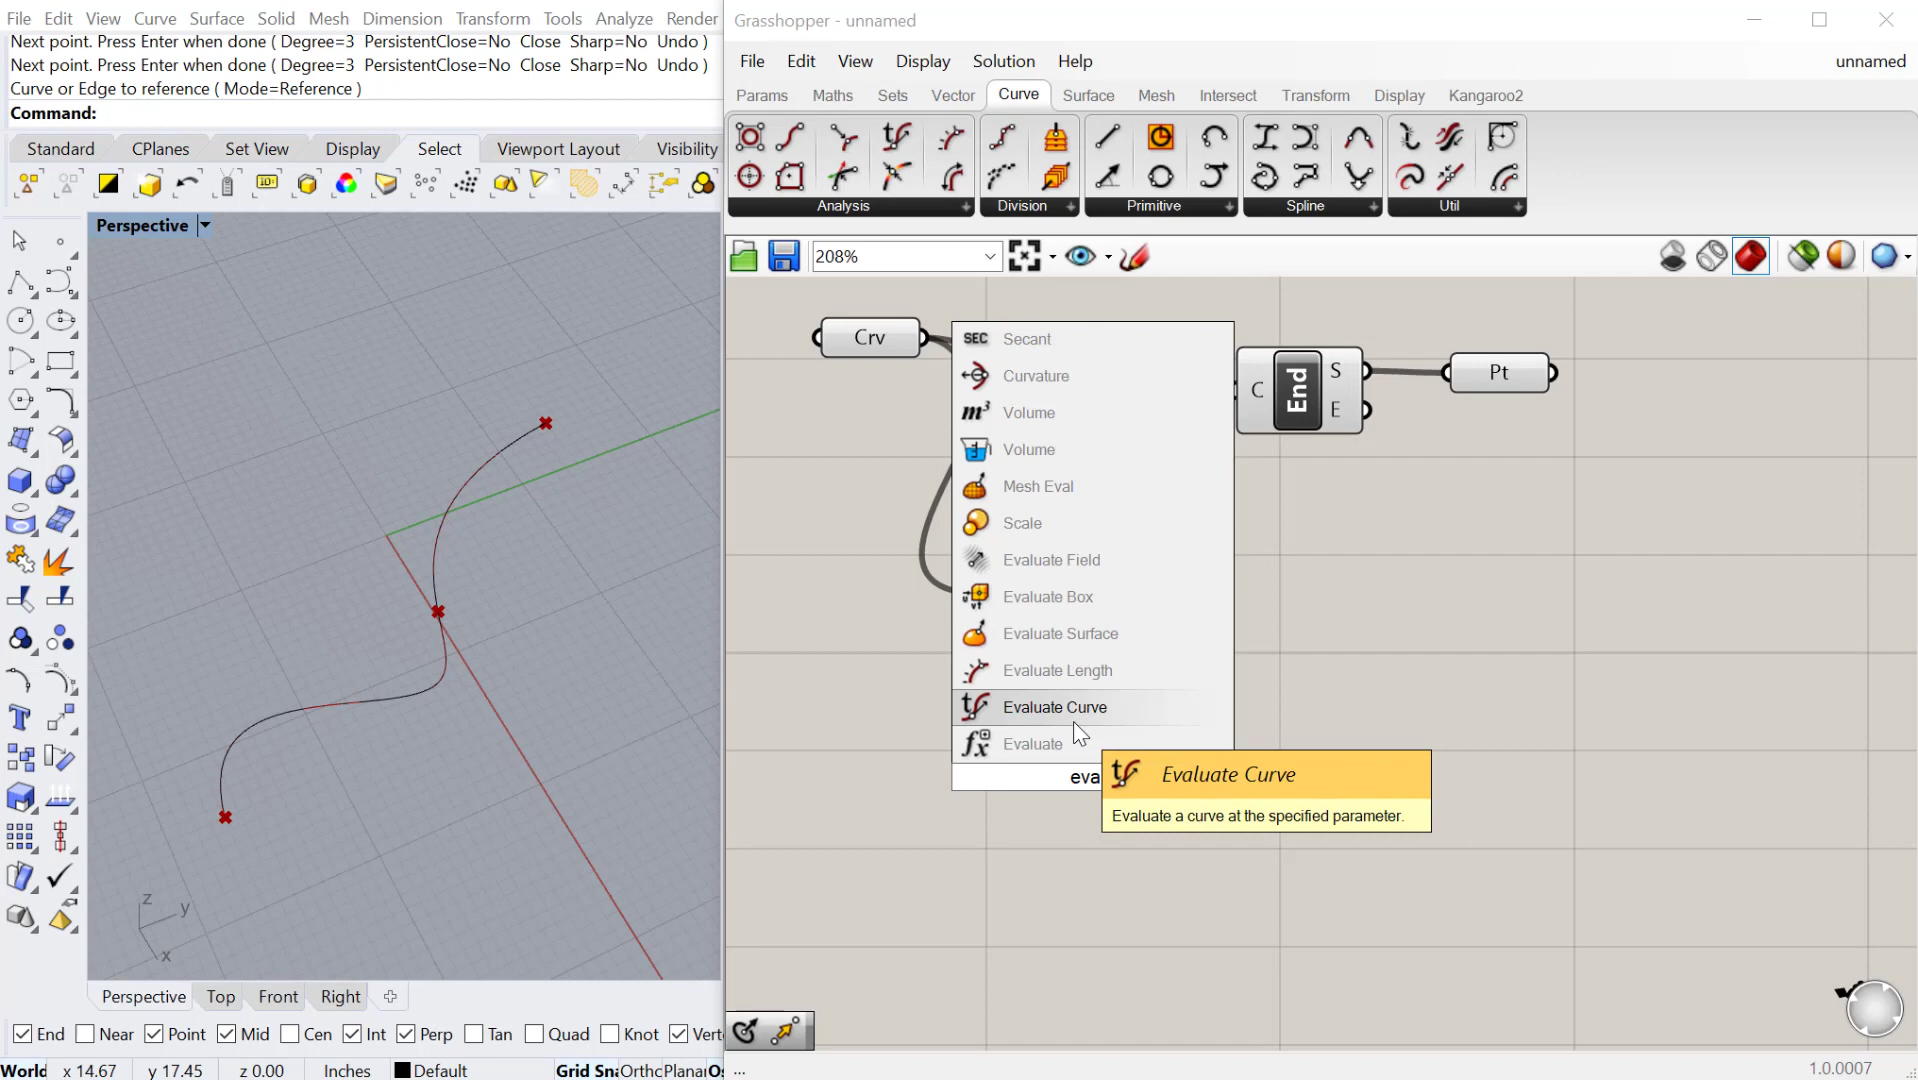 File Edit View Curve Surface Solid Mesh Dimension Transform Tools Analyze Render
Next point. Press Enter when done ( Degree=3 PersistentClose=No Close Sharp=No Undo )
Next point. Press Enter when done ( Degree=3 PersistentClose=No Close Sharp=No Undo )
Curve or Edge to reference ( Mode=Reference )
Command:
Standard CPlanes Set View Display Select Viewport Layout Visibility
Perspective
z
y
x
Perspective Top Front Right
End Near Point Mid Cen Int Perp Tan Quad Knot Verte
World x 14.67 y 17.45 z 0.00 Inches Default Grid Sna Ortho Planar Os
Grasshopper - unnamed
File Edit View Display Solution Help unnamed
Params Maths Sets Vector Curve Surface Mesh Intersect Transform Display Kangaroo2
Analysis Division Primitive Spline Util
208%
Crv
SEC Secant
Curvature
m³ Volume
Volume
Mesh Eval
Scale
Evaluate Field
Evaluate Box
Evaluate Surface
Evaluate Length
Evaluate Curve
fx Evaluate
eva
Evaluate Curve
Evaluate a curve at the specified parameter.
C End S E
Pt
...
1.0.0007